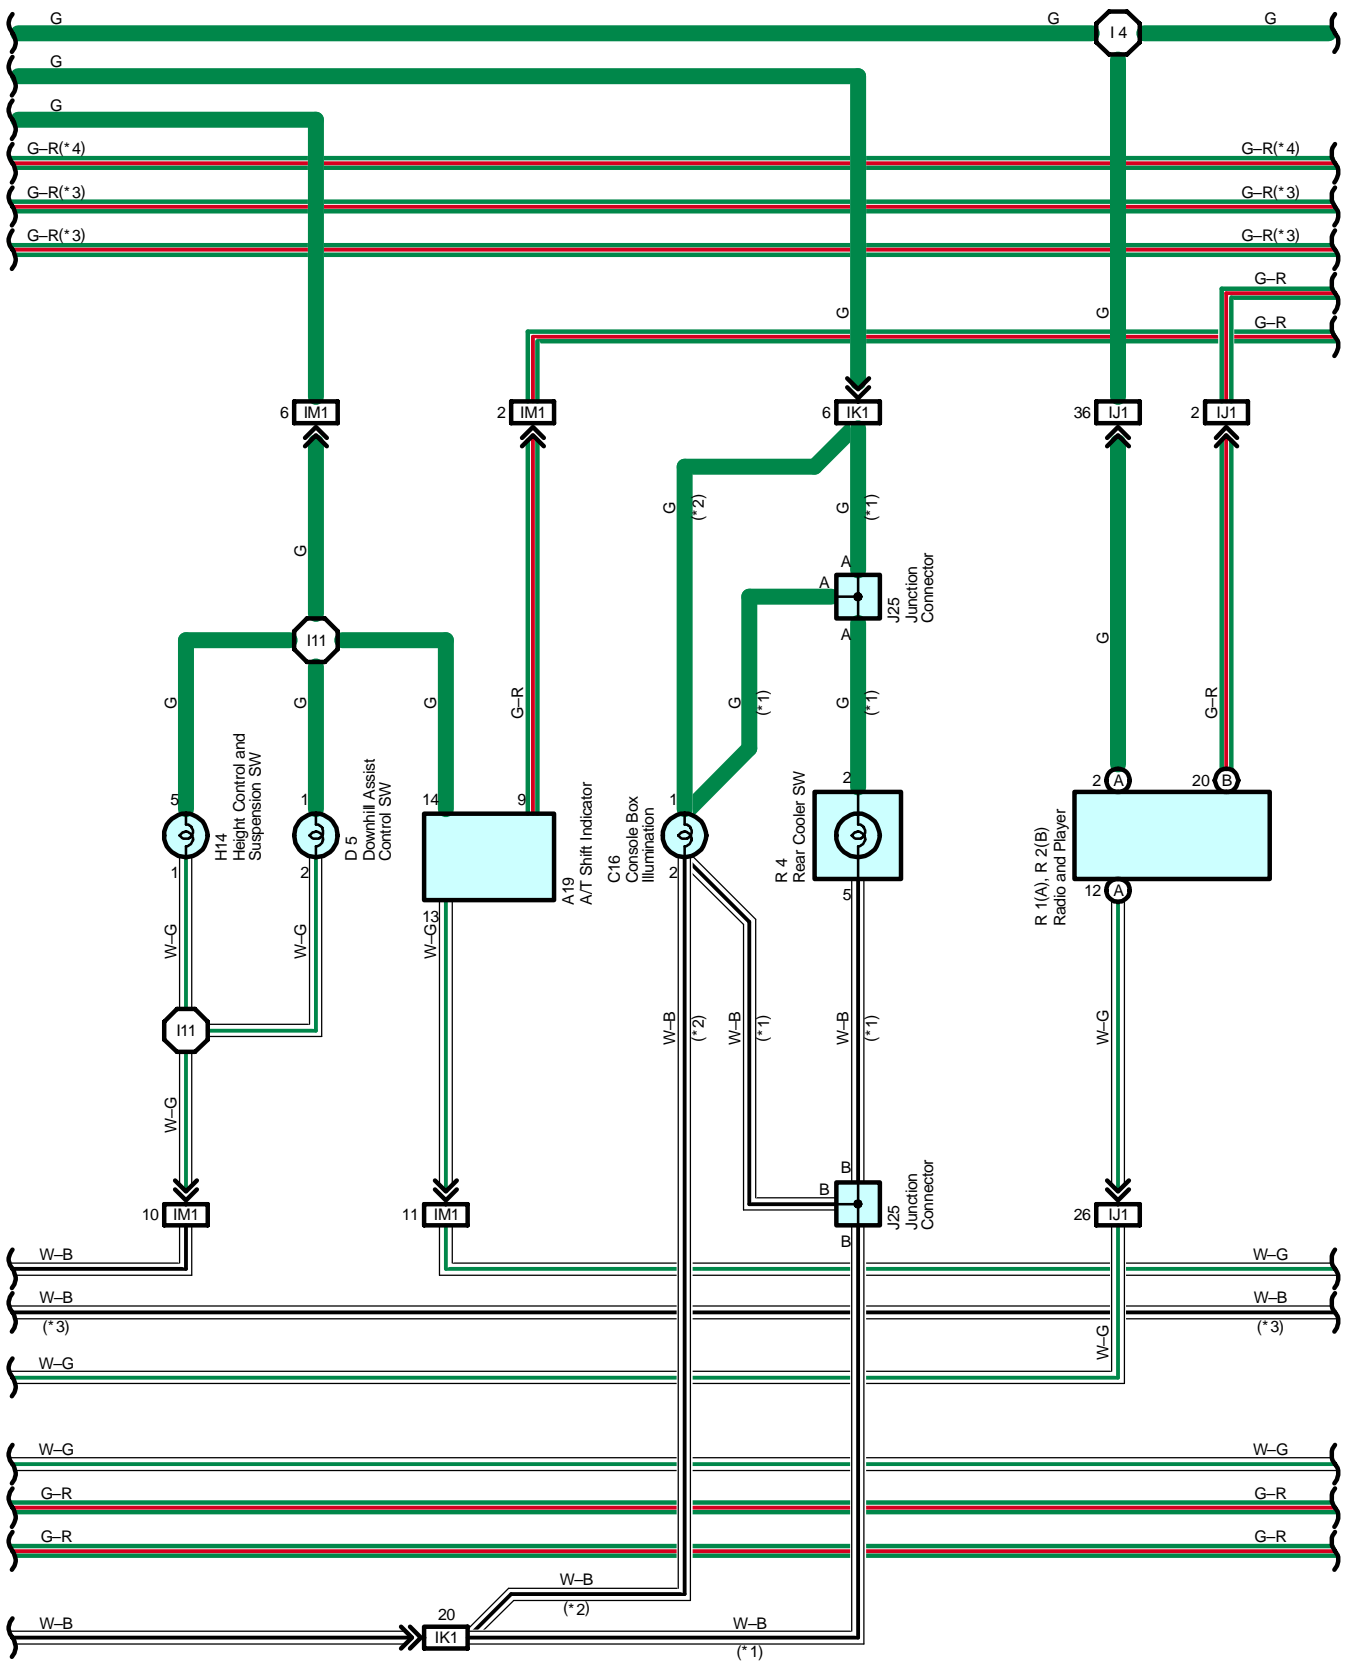 G
G
I 4
G
G
G
G–R(*4)
G–R(*4)
G–R(*3)
G–R(*3)
G–R(*3)
G–R(*3)
G–R
G
G
G–R
6
IM1
2
IM1
6
IK1
36
IJ1
2
IJ1
G
(*2)
G
(*1)
G
A
A
J25
Junction
Connector
A
I11
G
G
G
G
G–R
G
(*1)
G
(*1)
G–R
5
H14
Height Control and
Suspension SW
1
1
D 5
Downhill Assist
Control SW
2
14
9
A19
A/T Shift Indicator
13
1
C16
Console Box
Illumination
2
2
R 4
Rear Cooler SW
5
2
A
20
B
R 1(A), R 2(B)
Radio and Player
12
A
W–G
W–G
W–G
I11
W–B
(*2)
W–B
(*1)
W–B
(*1)
W–G
W–G
B
B
J25
Junction
Connector
B
10
IM1
11
IM1
26
IJ1
W–B
W–G
W–B
(*3)
W–B
(*3)
W–G
W–G
W–G
W–G
G–R
G–R
G–R
G–R
W–B
(*2)
W–B
20
IK1
W–B
(*1)